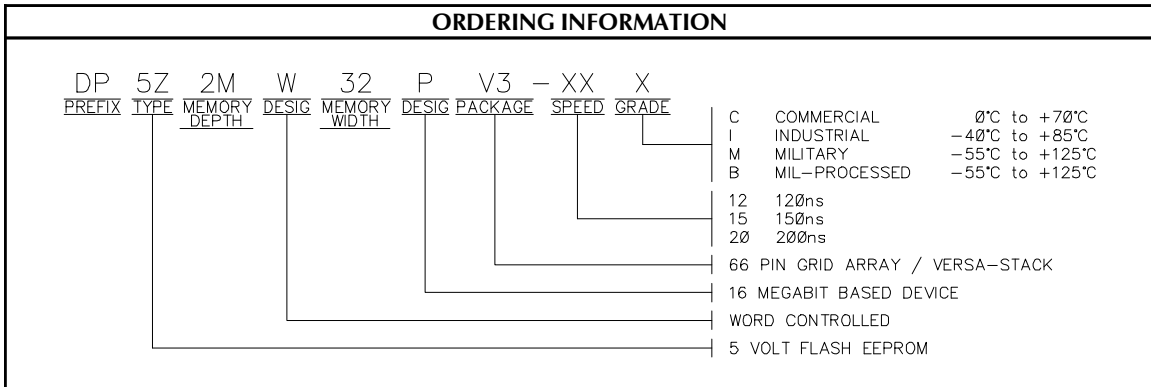 ORDERING INFORMATION
DP 5Z 2M W 32 P V3 - XX X
PREFIX TYPE MEMORY DEPTH DESIG MEMORY WIDTH DESIG PACKAGE SPEED GRADE
C COMMERCIAL 0°C to +70°C
I INDUSTRIAL -40°C to +85°C
M MILITARY -55°C to +125°C
B MIL-PROCESSED -55°C to +125°C
12 120ns
15 150ns
20 200ns
66 PIN GRID ARRAY / VERSA-STACK
16 MEGABIT BASED DEVICE
WORD CONTROLLED
5 VOLT FLASH EEPROM